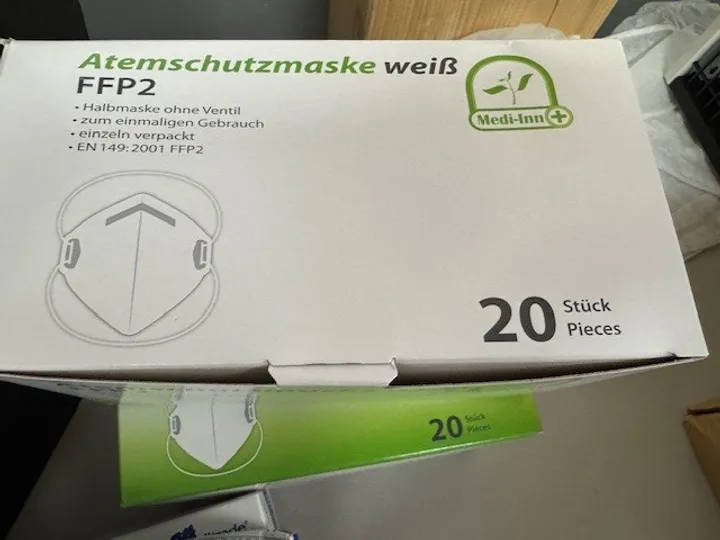 Atemschutzmaske weiß
FFP2
• Halbmaske ohne Ventil
• zum einmaligen Gebrauch
• einzeln verpackt
• EN 149: 2001 FFP2
Medi-Inn +
20 Stück
Pieces
20 Stück
Pieces